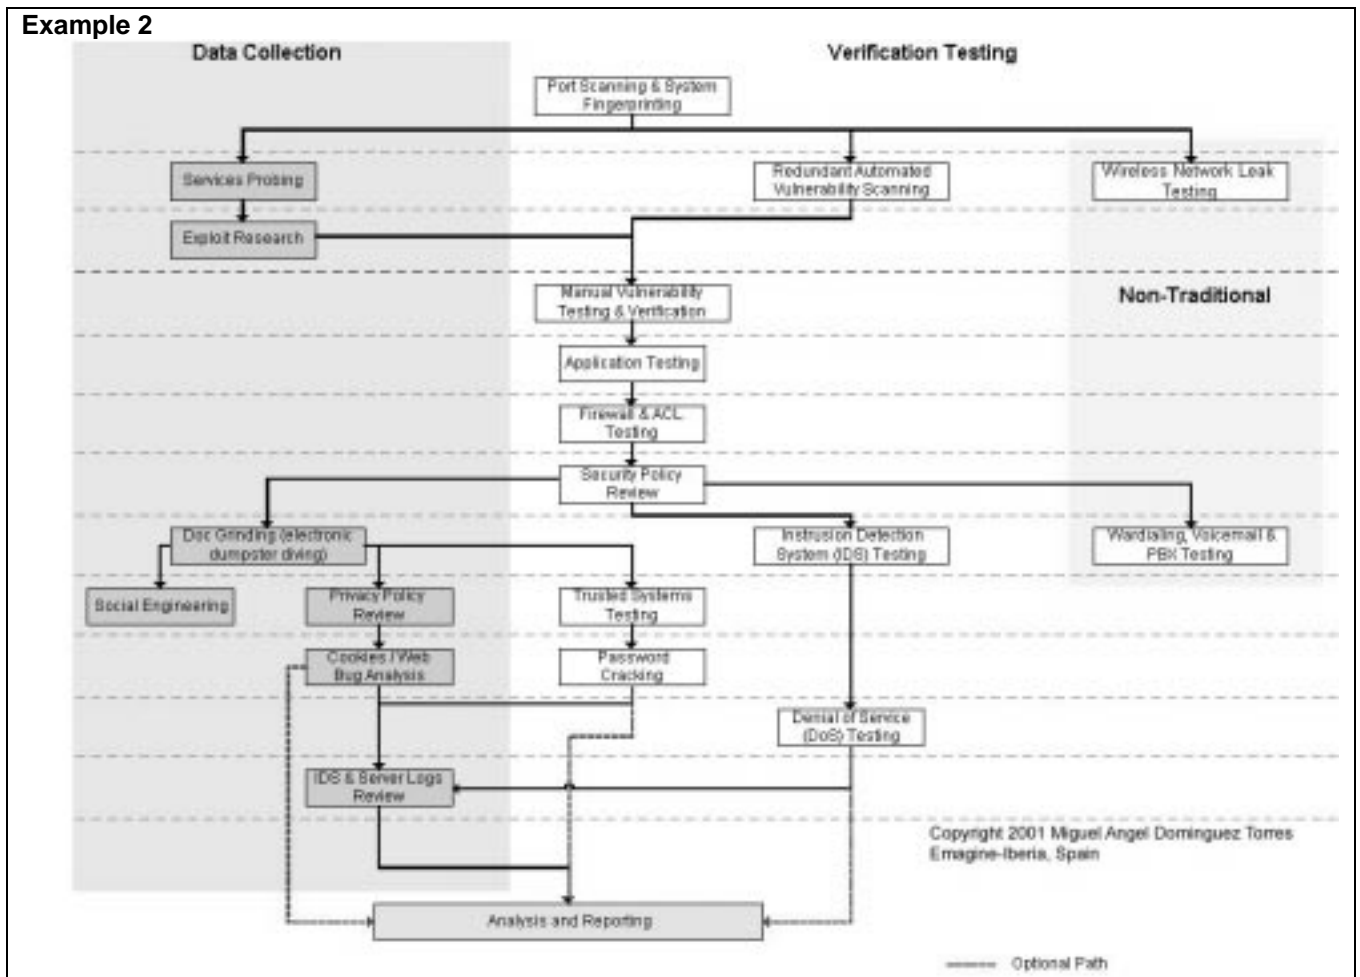 Example 2
Data Collection
Verification Testing
Port Scanning & System
Fingerprinting
Services Probing
Redundant Automated
Vulnerability Scanning
Wireless Network Leak
Testing
Exploit Research
Manual Vulnerability
Testing & Verification
Non-Traditional
Application Testing
Firewall & ACL
Testing
Security Policy
Review
Doc Grinding (electronic
dumpster diving)
Instrusion Detection
System (IDS) Testing
Wardialing, Voicemail &
PBX Testing
Social Engineering
Privacy Policy
Review
Trusted Systems
Testing
Cookies / Web
Bug Analysis
Password
Cracking
Denial of Service
(DoS) Testing
IDS & Server Logs
Review
Copyright 2001 Miguel Angel Dominguez Torres
Emagine-Iberia, Spain
Analysis and Reporting
Optional Path